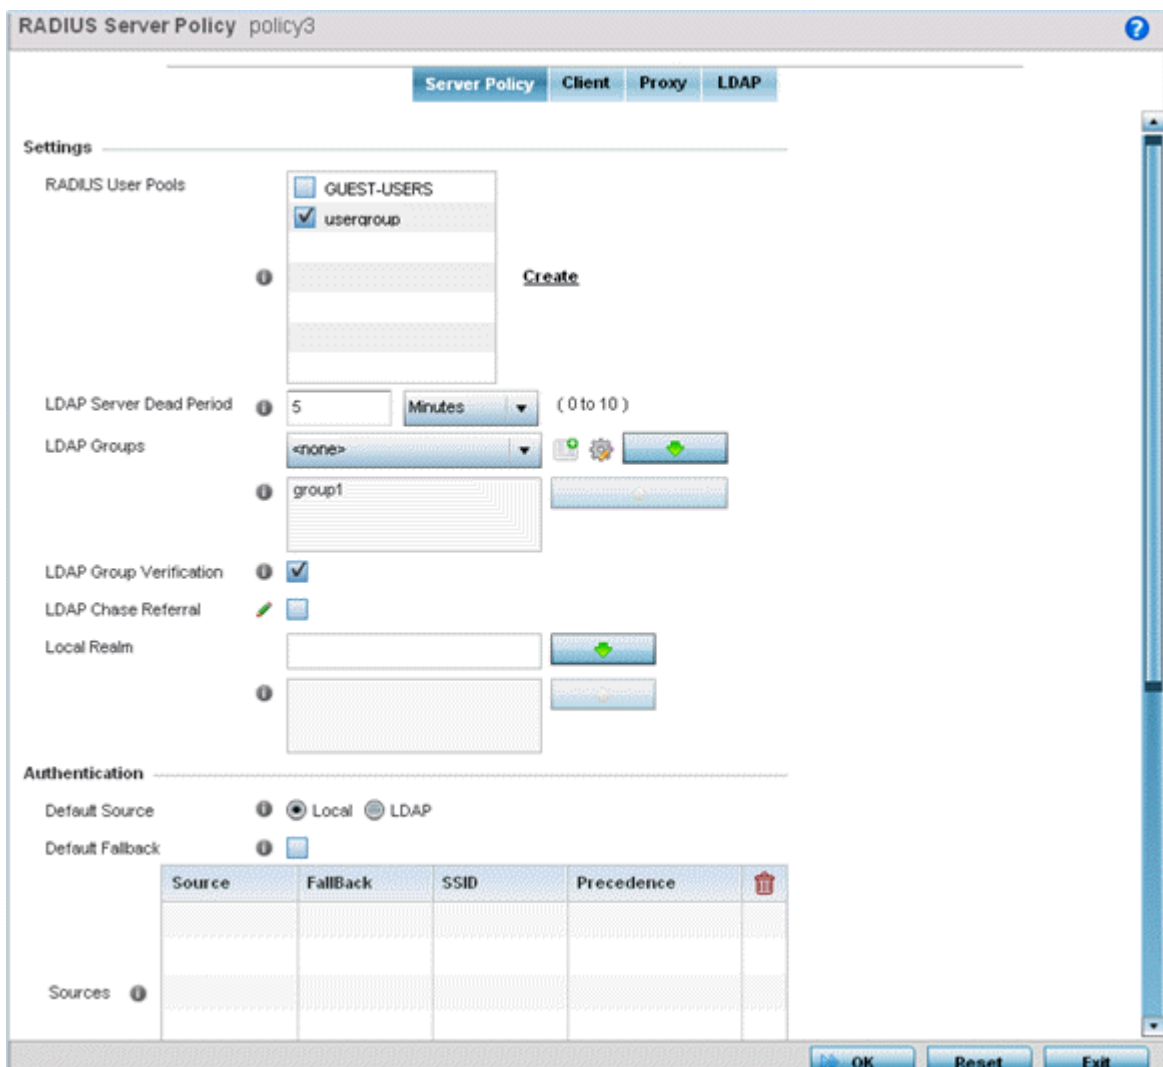 RADIUS Server Policy policy3
?
Server Policy Client Proxy LDAP
Settings
RADIUS User Pools
GUEST-USERS
usergroup
Create
LDAP Server Dead Period 5 Minutes ( 0 to 10 )
LDAP Groups <none>
group1
LDAP Group Verification
LDAP Chase Referral
Local Realm
Authentication
Default Source Local LDAP
Default Fallback
Source FallBack SSID Precedence
Sources
OK Reset Exit